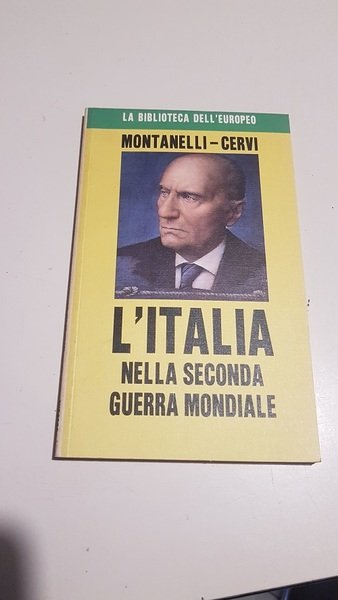 LA BIBLIOTECA DELL'EUROPEO
MONTANELLI-CERVI
L'ITALIA
NELLA SECONDA
GUERRA MONDIALE